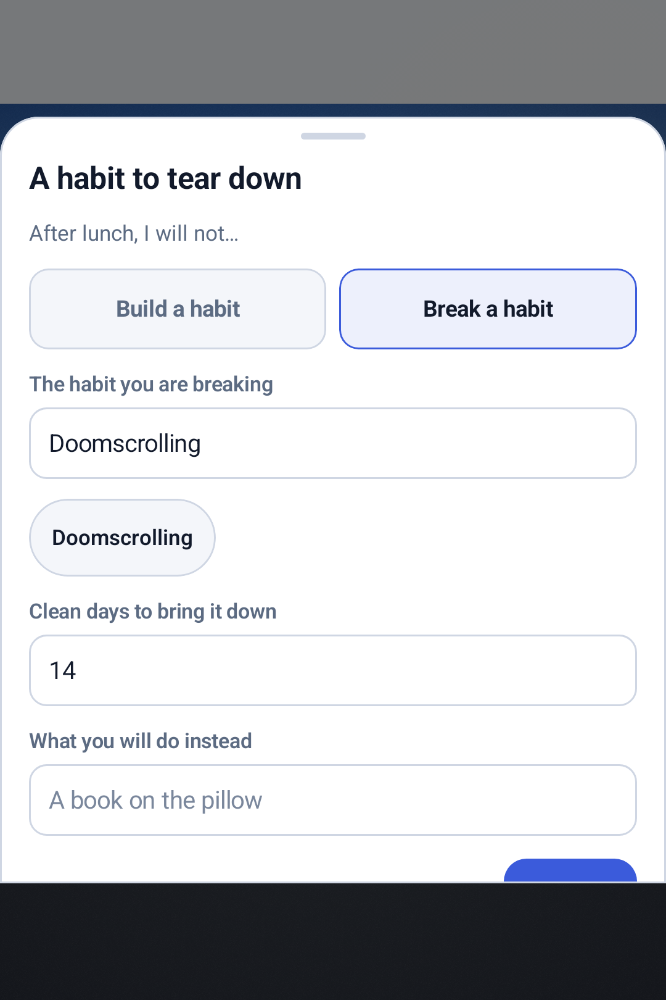 A habit to tear down
After lunch, I will not…
Build a habit
Break a habit
The habit you are breaking
Doomscrolling
Doomscrolling
Clean days to bring it down
14
What you will do instead
A book on the pillow